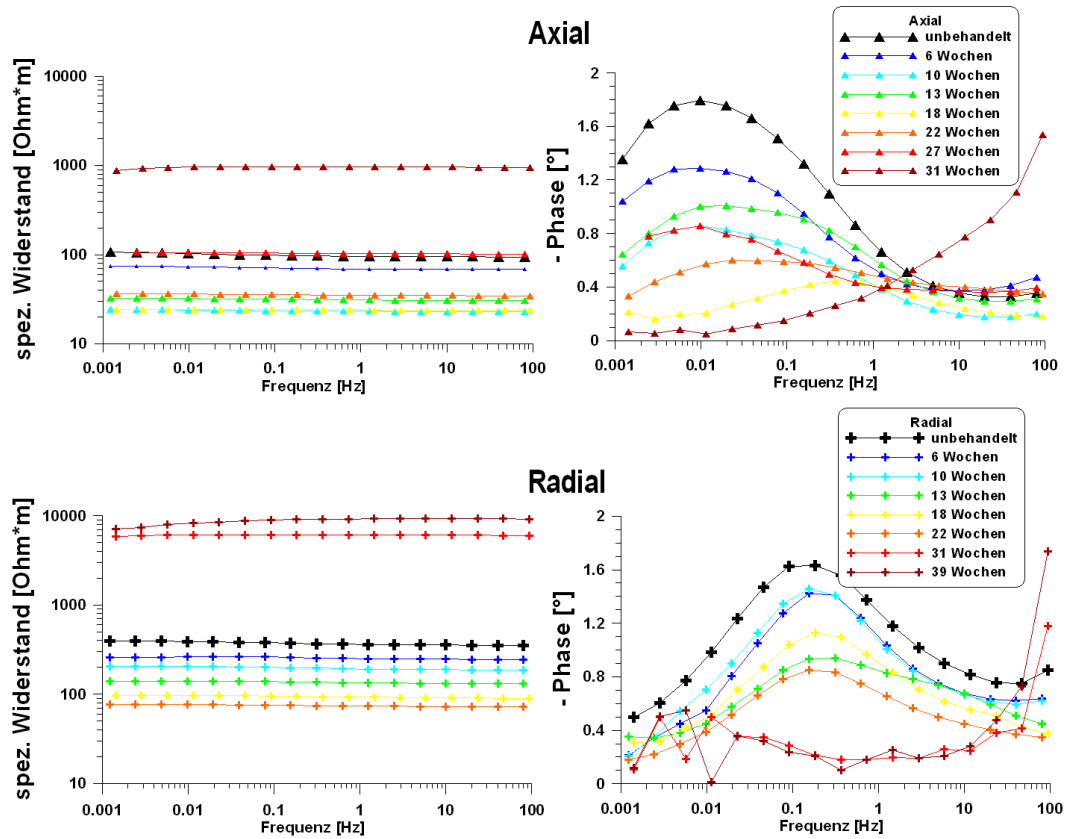 Axial
spez. Widerstand [Ohm*m]
10000
1000
100
10
0.001 0.01 0.1 1 10 100
Frequenz [Hz]
- Phase [°]
2
1.6
1.2
0.8
0.4
0
0.001 0.01 0.1 1 10 100
Frequenz [Hz]
Axial
unbehandelt
6 Wochen
10 Wochen
13 Wochen
18 Wochen
22 Wochen
27 Wochen
31 Wochen
Radial
spez. Widerstand [Ohm*m]
10000
1000
100
10
0.001 0.01 0.1 1 10 100
Frequenz [Hz]
- Phase [°]
2
1.6
1.2
0.8
0.4
0
0.001 0.01 0.1 1 10 100
Frequenz [Hz]
Radial
unbehandelt
6 Wochen
10 Wochen
13 Wochen
18 Wochen
22 Wochen
31 Wochen
39 Wochen